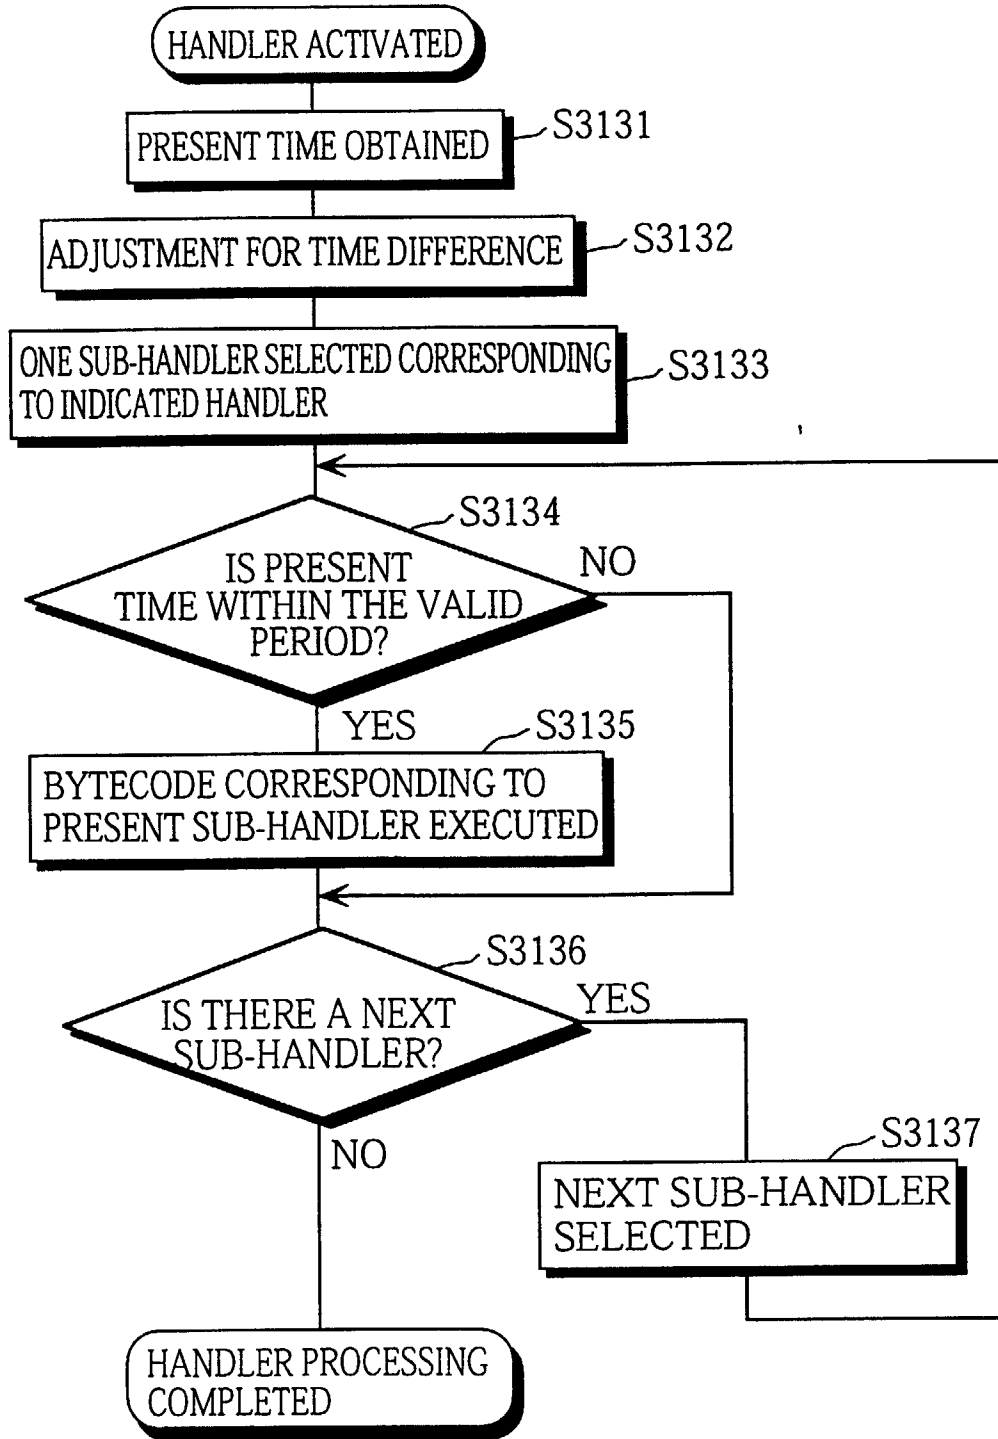 HANDLER ACTIVATED
PRESENT TIME OBTAINED
S3131
ADJUSTMENT FOR TIME DIFFERENCE
S3132
ONE SUB-HANDLER SELECTED CORRESPONDING
TO INDICATED HANDLER
S3133
S3134
IS PRESENT
TIME WITHIN THE VALID
PERIOD?
NO
YES
S3135
BYTECODE CORRESPONDING TO
PRESENT SUB-HANDLER EXECUTED
S3136
IS THERE A NEXT
SUB-HANDLER?
YES
NO
S3137
NEXT SUB-HANDLER
SELECTED
HANDLER PROCESSING
COMPLETED